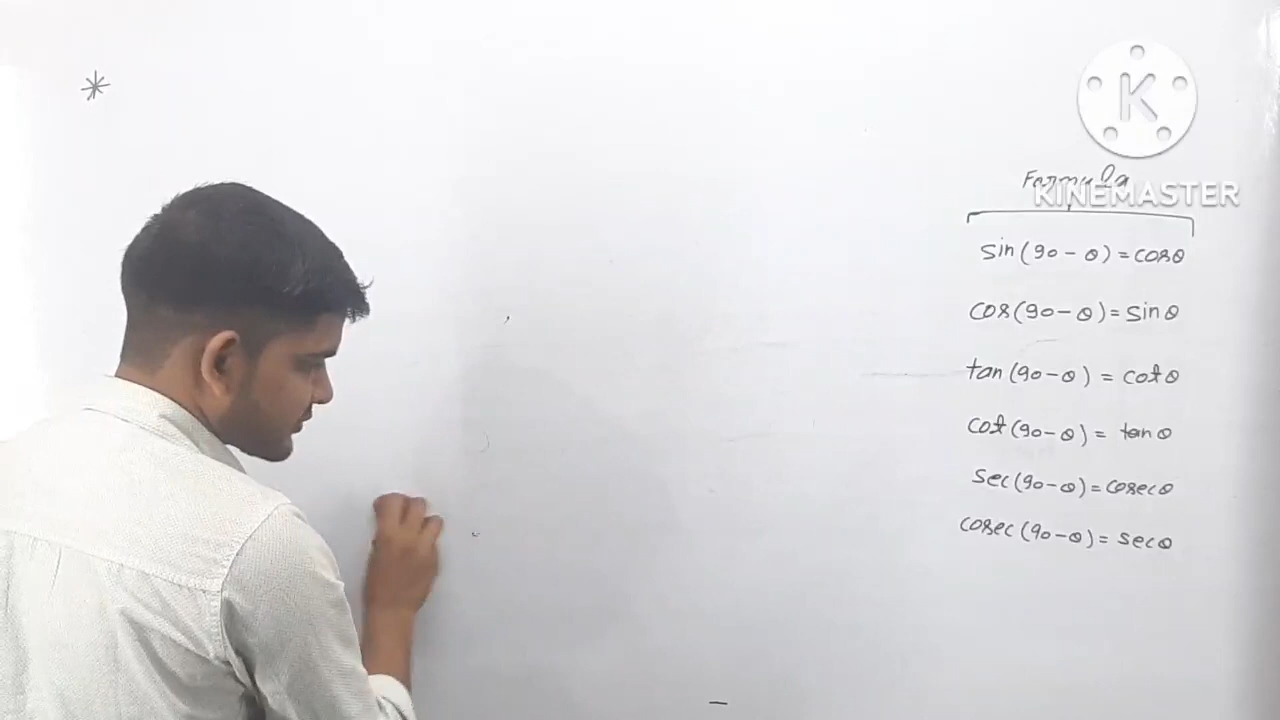 *
K
Formula
KINEMASTER
sin(90-θ)=cosθ
cos(90-θ)=sinθ
tan(90-θ)=cotθ
cot(90-θ)=tanθ
sec(90-θ)=cosecθ
cosec(90-θ)=secθ